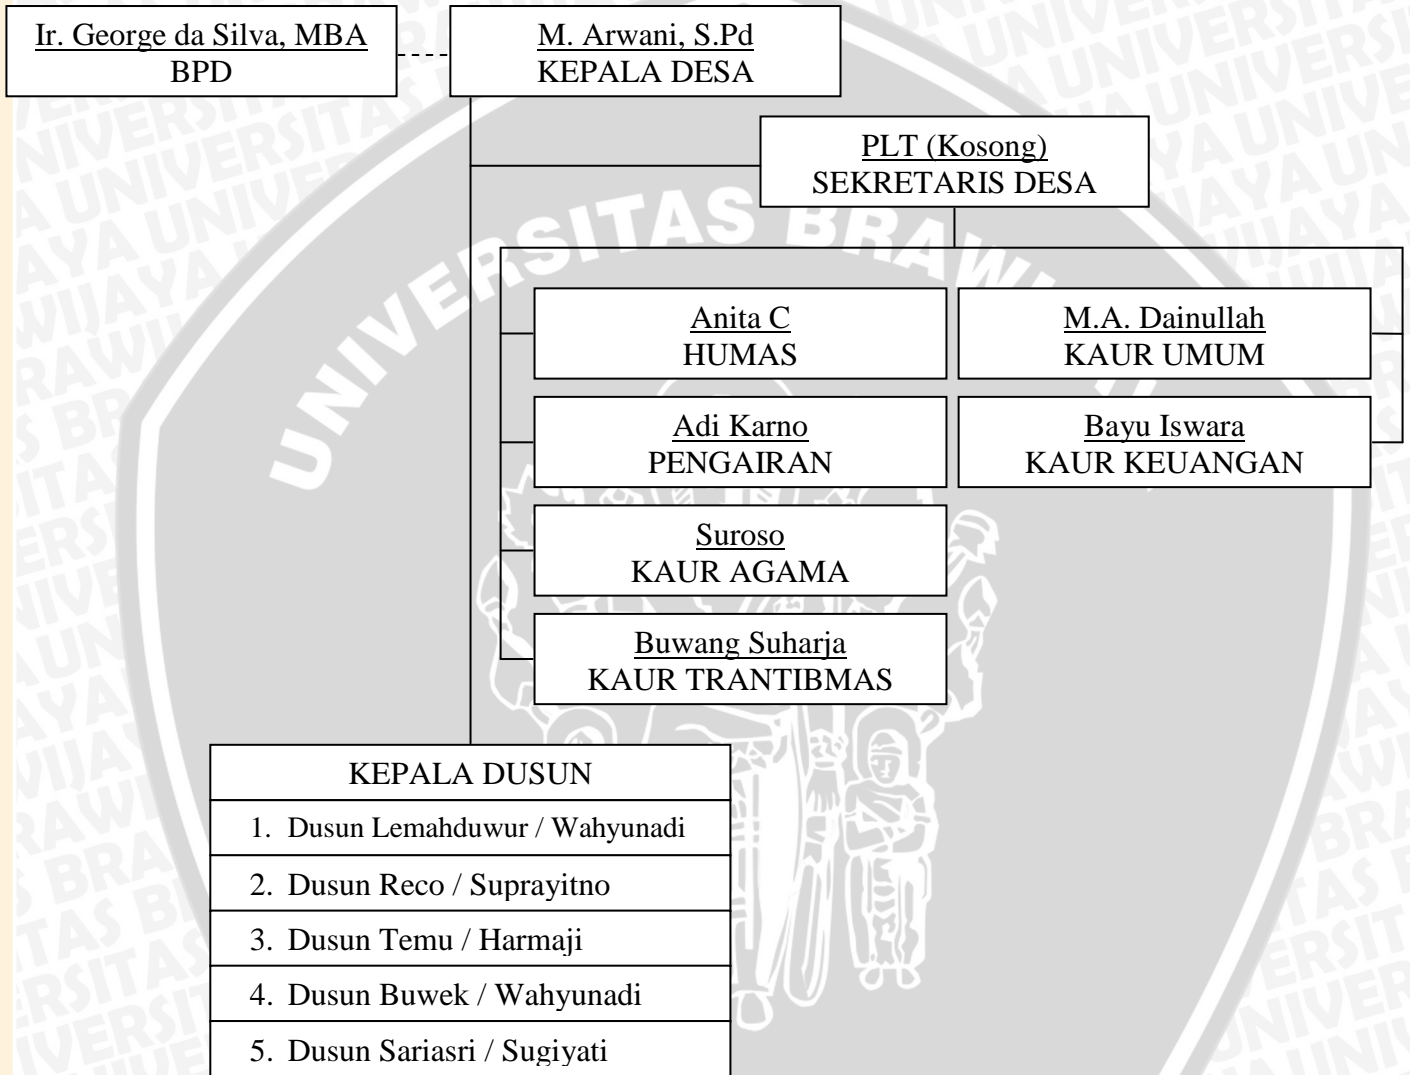 Ir. George da Silva, MBA
BPD
M. Arwani, S.Pd
KEPALA DESA
PLT (Kosong)
SEKRETARIS DESA
UNIVERSITAS BRAWIJAYA
Anita C
HUMAS
M.A. Dainullah
KAUR UMUM
Adi Karno
PENGAIRAN
Bayu Iswara
KAUR KEUANGAN
Suroso
KAUR AGAMA
Buwang Suharja
KAUR TRANTIBMAS
KEPALA DUSUN
1. Dusun Lemahduwur / Wahyunadi
2. Dusun Reco / Suprayitno
3. Dusun Temu / Harmaji
4. Dusun Buwek / Wahyunadi
5. Dusun Sariasri / Sugiyati